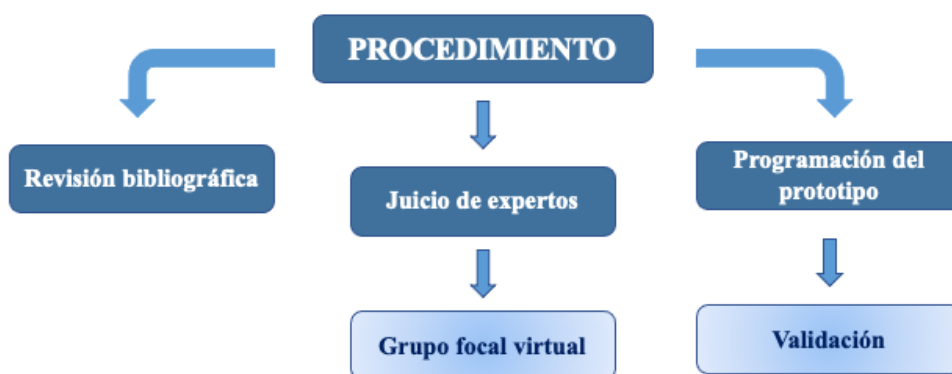 PROCEDIMIENTO
Revisión bibliográfica
Juicio de expertos
Programación del
prototipo
Grupo focal virtual
Validación